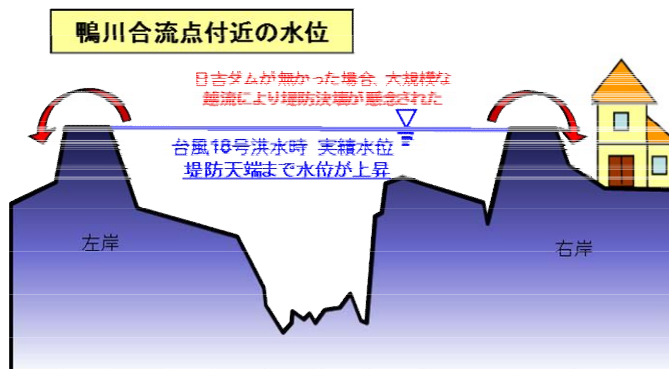 鴨川合流点付近の水位
日吉ダムが無かった場合、大規模な
越流により堤防決壊が懸念された
台風18号洪水時 実績水位
堤防天端まで水位が上昇
左岸
右岸